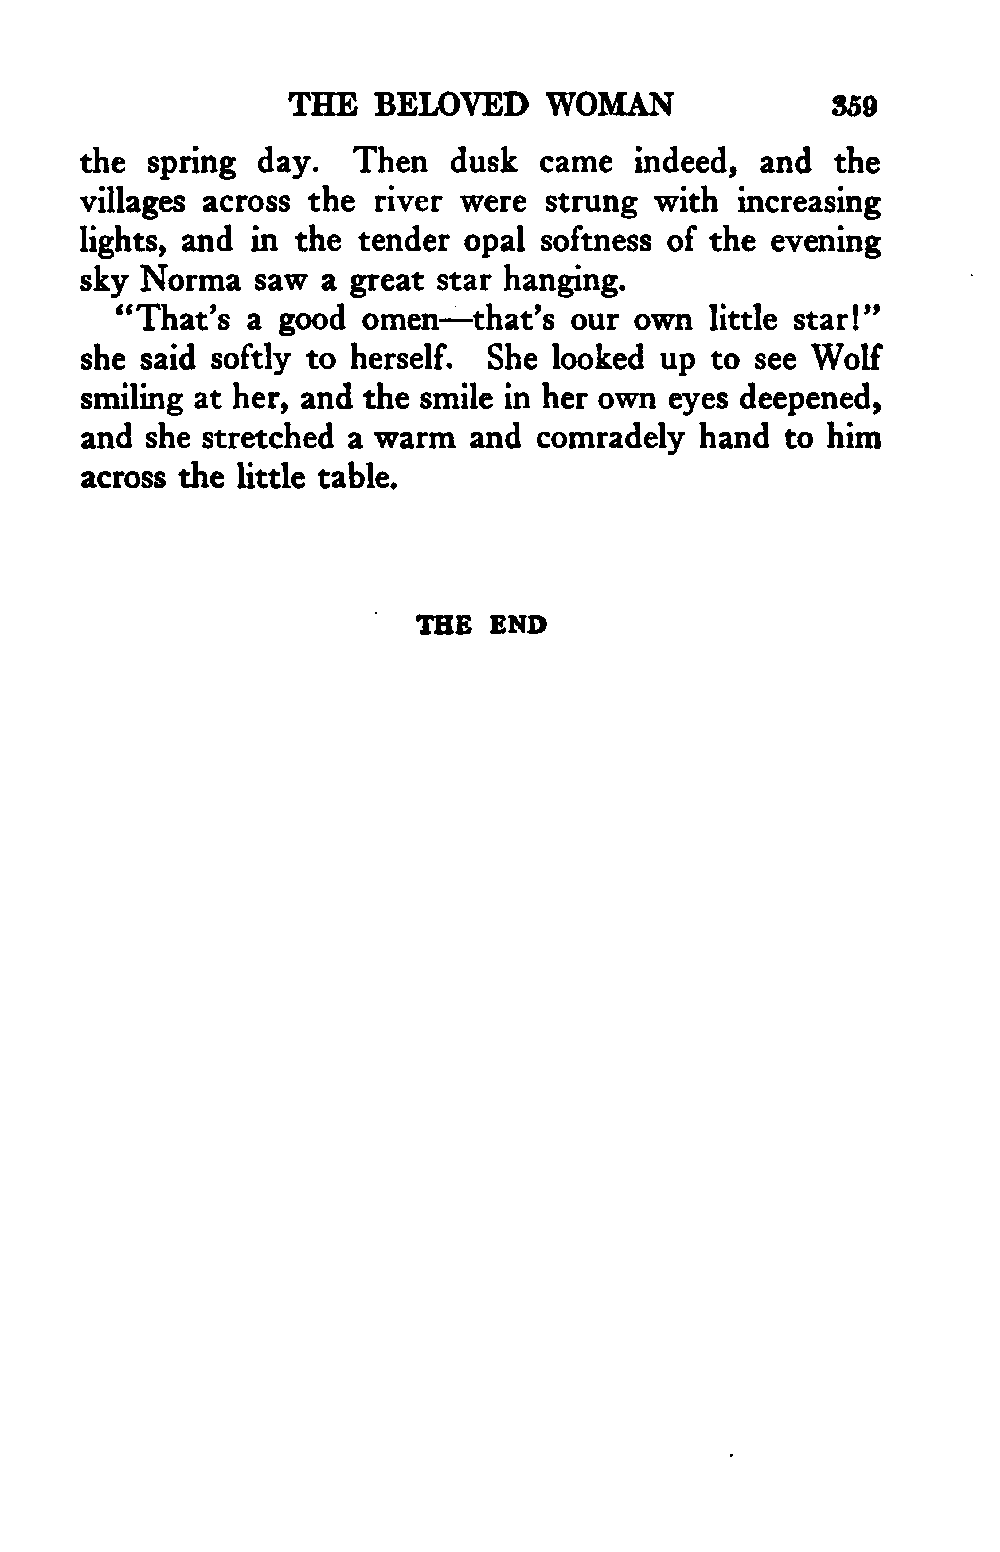 THE BELOVED WOMAN 359
the spring day. Then dusk came indeed, and the
villages across the river were strung with increasing
lights, and in the tender opal softness of the evening
sky Norma saw a great star hanging.
“That’s a good omen—that’s our own little star!”
she said softly to herself. She looked up to see Wolf
smiling at her, and the smile in her own eyes deepened,
and she stretched a warm and comradely hand to him
across the little table.
THE END